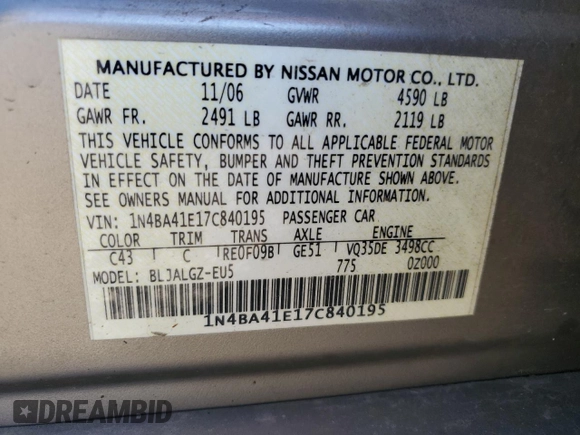 MANUFACTURED BY NISSAN MOTOR CO., LTD.
DATE 11/06 GVWR 4590 LB
GAWR FR. 2491 LB GAWR RR. 2119 LB
THIS VEHICLE CONFORMS TO ALL APPLICABLE FEDERAL MOTOR
VEHICLE SAFETY, BUMPER AND THEFT PREVENTION STANDARDS
IN EFFECT ON THE DATE OF MANUFACTURE SHOWN ABOVE.
SEE OWNERS MANUAL FOR ADDITIONAL INFORMATION.
VIN: 1N4BA41E17C840195 PASSENGER CAR
COLOR TRIM TRANS AXLE ENGINE
C43 C RE0F09B GE51 VQ35DE 3498CC
MODEL: BLJALGZ-EU5 775 0Z000
1N4BA41E17C840195
DREAMBID